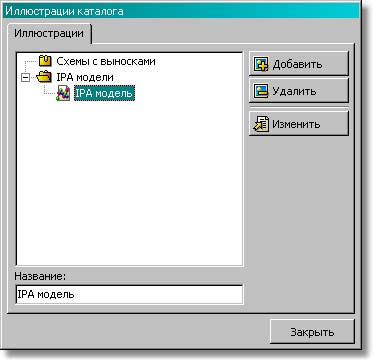 Иллюстрации каталога
Иллюстрации
Схемы с выносками
IPA модели
IPA модель
Добавить
Удалить
Изменить
Название:
IPA модель
Закрыть